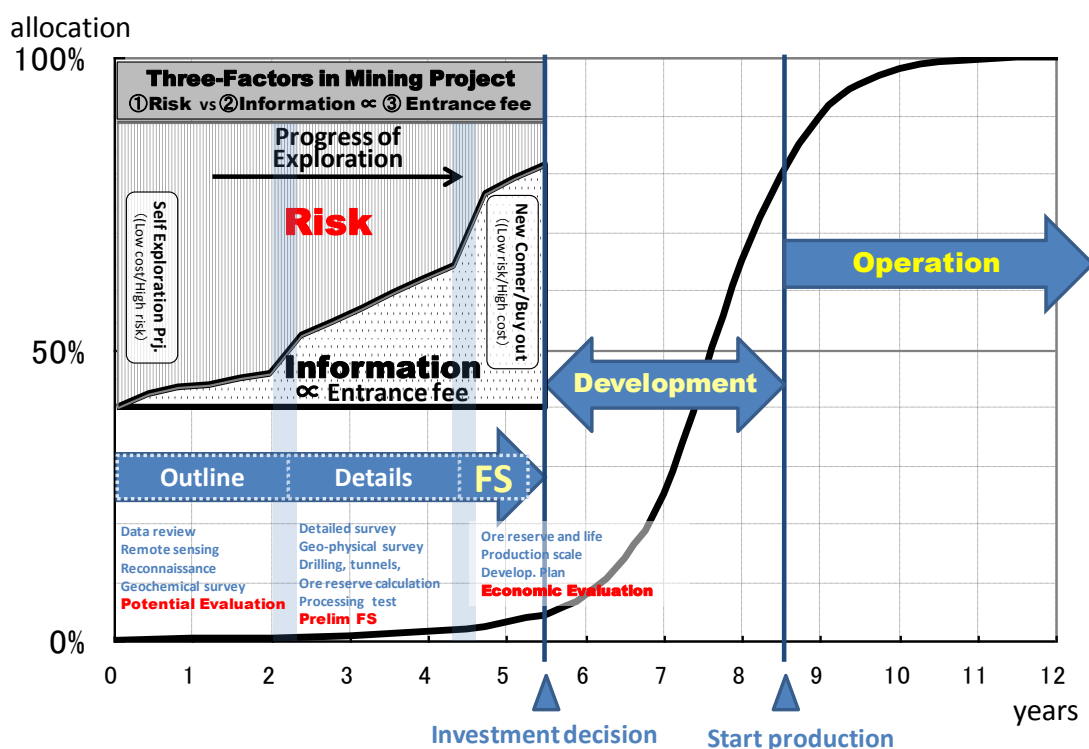 allocation
100%
Three-Factors in Mining Project
①Risk vs ②Information ∝ ③ Entrance fee
Progress of
Exploration
Risk
Self Exploration Prj.
((Low cost/High risk)
New Comer/Buy out
((Low risk/High cost)
Operation
50%
Information
∝ Entrance fee
Development
Outline
Details
FS
Data review
Remote sensing
Reconnaissance
Geochemical survey
Potential Evaluation
Detailed survey
Geo-physical survey
Drilling, tunnels,
Ore reserve calculation
Processing test
Prelim FS
Ore reserve and life
Production scale
Develop. Plan
Economic Evaluation
0%
0 1 2 3 4 5 6 7 8 9 10 11 12
years
Investment decision
Start production